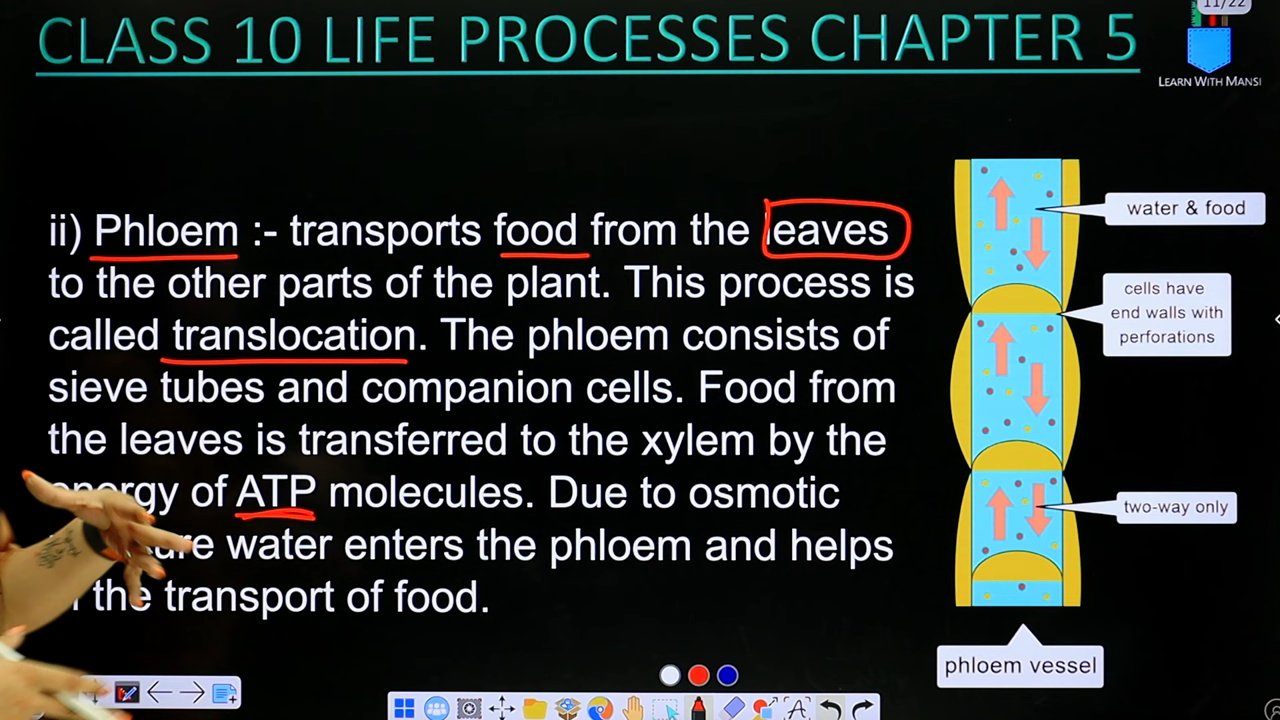 CLASS 10 LIFE PROCESSES CHAPTER 5
11/22
LEARN WITH MANSI
ii) Phloem :- transports food from the leaves
to the other parts of the plant. This process is
called translocation. The phloem consists of
sieve tubes and companion cells. Food from
the leaves is transferred to the xylem by the
energy of ATP molecules. Due to osmotic
water enters the phloem and helps
the transport of food.
water & food
cells have
end walls with
perforations
two-way only
phloem vessel